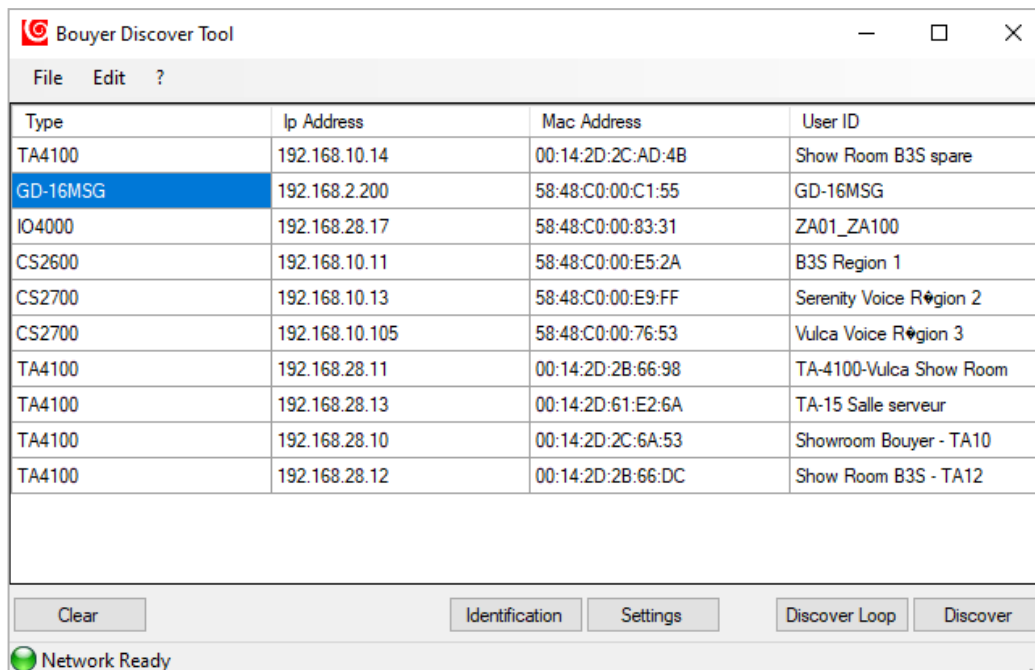 Bouyer Discover Tool
File Edit ?
Type Ip Address Mac Address User ID
TA4100 192.168.10.14 00:14:2D:2C:AD:4B Show Room B3S spare
GD-16MSG 192.168.2.200 58:48:C0:00:C1:55 GD-16MSG
IO4000 192.168.28.17 58:48:C0:00:83:31 ZA01_ZA100
CS2600 192.168.10.11 58:48:C0:00:E5:2A B3S Region 1
CS2700 192.168.10.13 58:48:C0:00:E9:FF Serenity Voice R�gion 2
CS2700 192.168.10.105 58:48:C0:00:76:53 Vulca Voice R�gion 3
TA4100 192.168.28.11 00:14:2D:2B:66:98 TA-4100-Vulca Show Room
TA4100 192.168.28.13 00:14:2D:61:E2:6A TA-15 Salle serveur
TA4100 192.168.28.10 00:14:2D:2C:6A:53 Showroom Bouyer - TA10
TA4100 192.168.28.12 00:14:2D:2B:66:DC Show Room B3S - TA12
Clear Identification Settings Discover Loop Discover
Network Ready